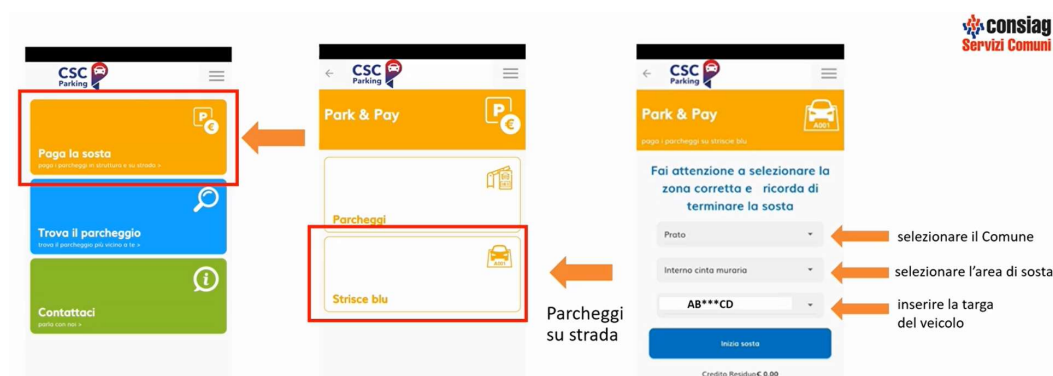 consiag
Servizi Comuni
CSC
Parking
P
€
Paga la sosta
paga i parcheggi in struttura e su strada >
Trova il parcheggio
trova il parcheggio più vicino a te >
i
Contattaci
parla con noi >
CSC
Parking
Park & Pay
P
€
Parcheggi
A001
Strisce blu
Parcheggi
su strada
CSC
Parking
Park & Pay
A001
paga i parcheggi su striscie blu
Fai attenzione a selezionare la
zona corretta e ricorda di
terminare la sosta
Prato
selezionare il Comune
Interno cinta muraria
selezionare l'area di sosta
AB***CD
inserire la targa
del veicolo
Inizia sosta
Credito Residuo€ 0.00